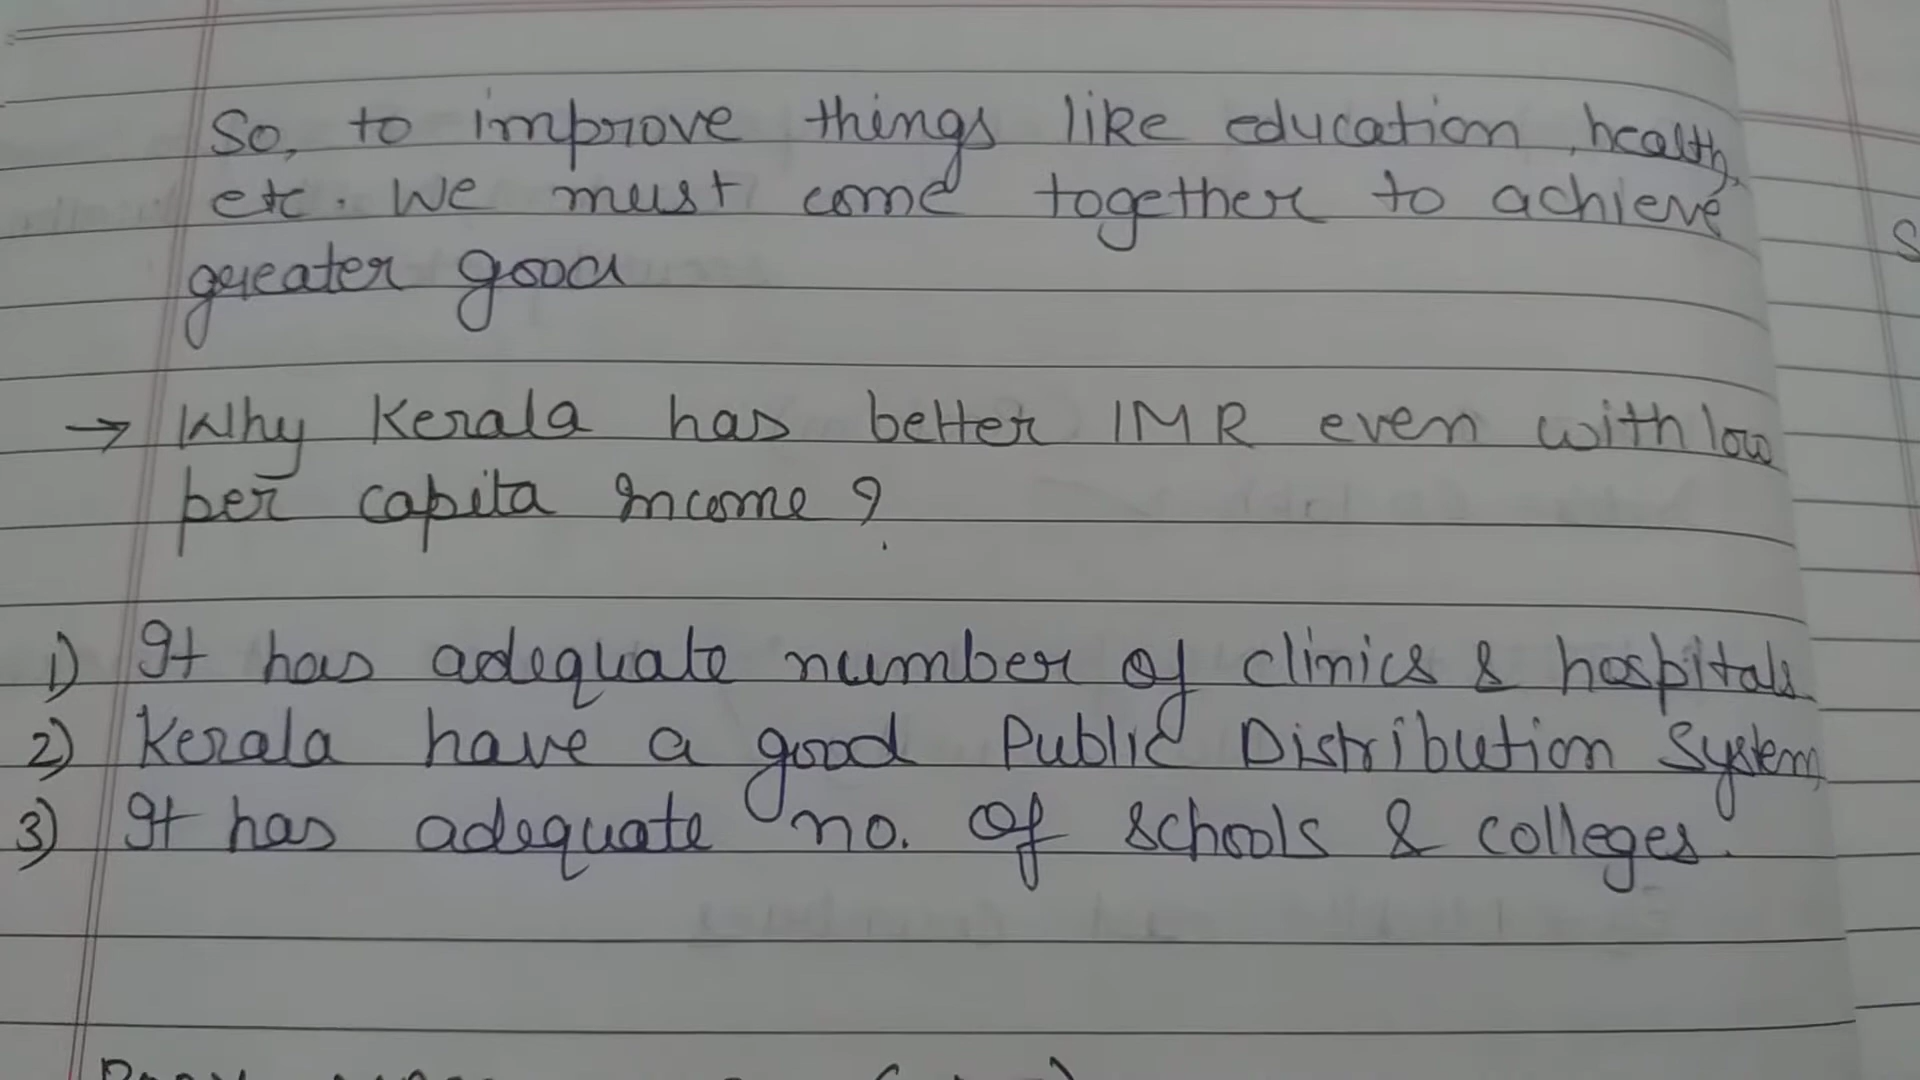 So, to improve things like education, health,
etc. We must come together to achieve
greater good
→ Why Kerala has better IMR even with low
per capita Income ?
1) It has adequate number of clinics & hospitals.
2) Kerala have a good Public Distribution System,
3) It has adequate no. of schools & colleges.